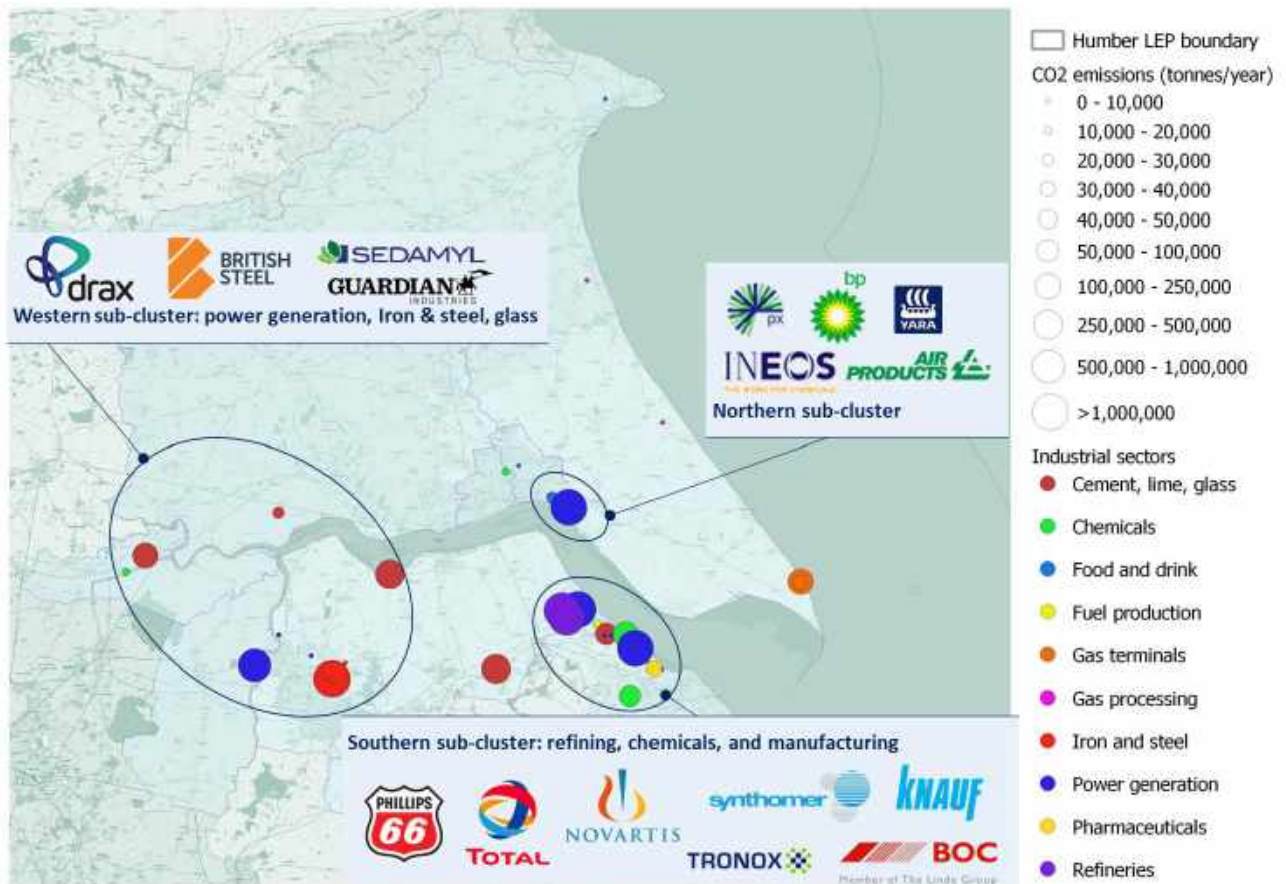 drax
BRITISH
STEEL
SEDAMYL
GUARDIAN
INDUSTRIES
Western sub-cluster: power generation, Iron & steel, glass
px
bp
YARA
INEOS
AIR
PRODUCTS
Northern sub-cluster
Southern sub-cluster: refining, chemicals, and manufacturing
PHILLIPS
66
TOTAL
NOVARTIS
synthomer
KNAUF
TRONOX
BOC
Member of The Linde Group
Humber LEP boundary
CO2 emissions (tonnes/year)
0 - 10,000
10,000 - 20,000
20,000 - 30,000
30,000 - 40,000
40,000 - 50,000
50,000 - 100,000
100,000 - 250,000
250,000 - 500,000
500,000 - 1,000,000
>1,000,000
Industrial sectors
Cement, lime, glass
Chemicals
Food and drink
Fuel production
Gas terminals
Gas processing
Iron and steel
Power generation
Pharmaceuticals
Refineries